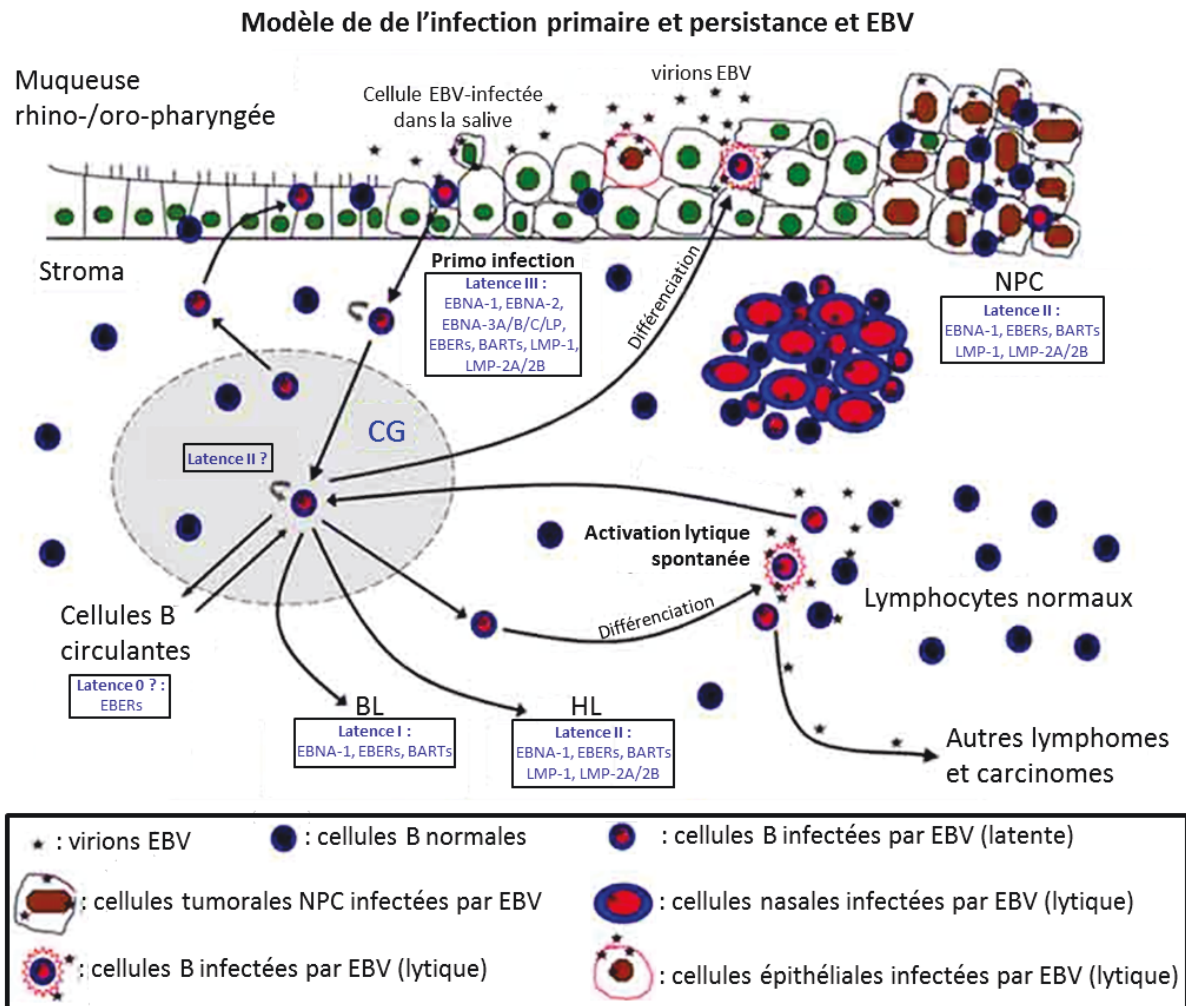 Modèle de de l'infection primaire et persistance et EBV
Muqueuse
rhino-/oro-pharyngée
Cellule EBV-infectée
dans la salive
virions EBV
Stroma
Primo infection
Latence III :
EBNA-1, EBNA-2,
EBNA-3A/B/C/LP,
EBERs, BARTs, LMP-1,
LMP-2A/2B
Différenciation
NPC
Latence II :
EBNA-1, EBERs, BARTs
LMP-1, LMP-2A/2B
CG
Latence II ?
Activation lytique
spontanée
Lymphocytes normaux
Différenciation
Cellules B
circulantes
Latence 0 ? :
EBERs
BL
Latence I :
EBNA-1, EBERs, BARTs
HL
Latence II :
EBNA-1, EBERs, BARTs
LMP-1, LMP-2A/2B
Autres lymphomes
et carcinomes
: virions EBV
: cellules B normales
: cellules B infectées par EBV (latente)
: cellules tumorales NPC infectées par EBV
: cellules nasales infectées par EBV (lytique)
: cellules B infectées par EBV (lytique)
: cellules épithéliales infectées par EBV (lytique)